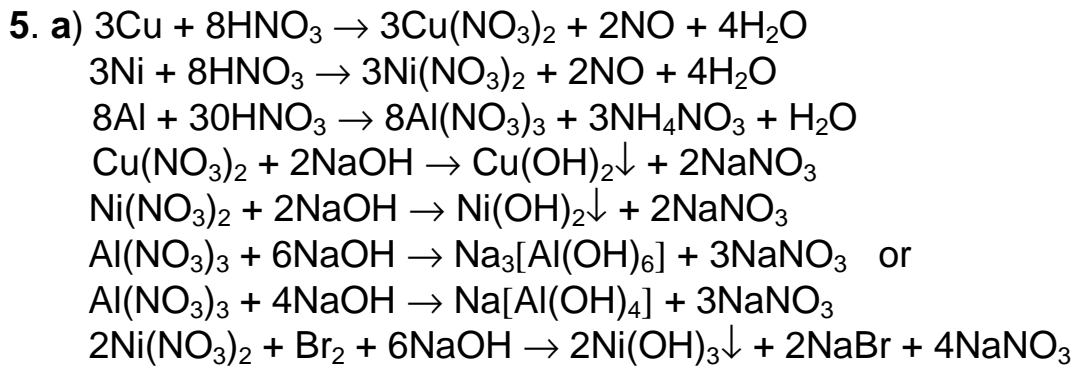 5. a) 3Cu + 8HNO₃ → 3Cu(NO₃)₂ + 2NO + 4H₂O
3Ni + 8HNO₃ → 3Ni(NO₃)₂ + 2NO + 4H₂O
8Al + 30HNO₃ → 8Al(NO₃)₃ + 3NH₄NO₃ + H₂O
Cu(NO₃)₂ + 2NaOH → Cu(OH)₂↓ + 2NaNO₃
Ni(NO₃)₂ + 2NaOH → Ni(OH)₂↓ + 2NaNO₃
Al(NO₃)₃ + 6NaOH → Na₃[Al(OH)₆] + 3NaNO₃ or
Al(NO₃)₃ + 4NaOH → Na[Al(OH)₄] + 3NaNO₃
2Ni(NO₃)₂ + Br₂ + 6NaOH → 2Ni(OH)₃↓ + 2NaBr + 4NaNO₃